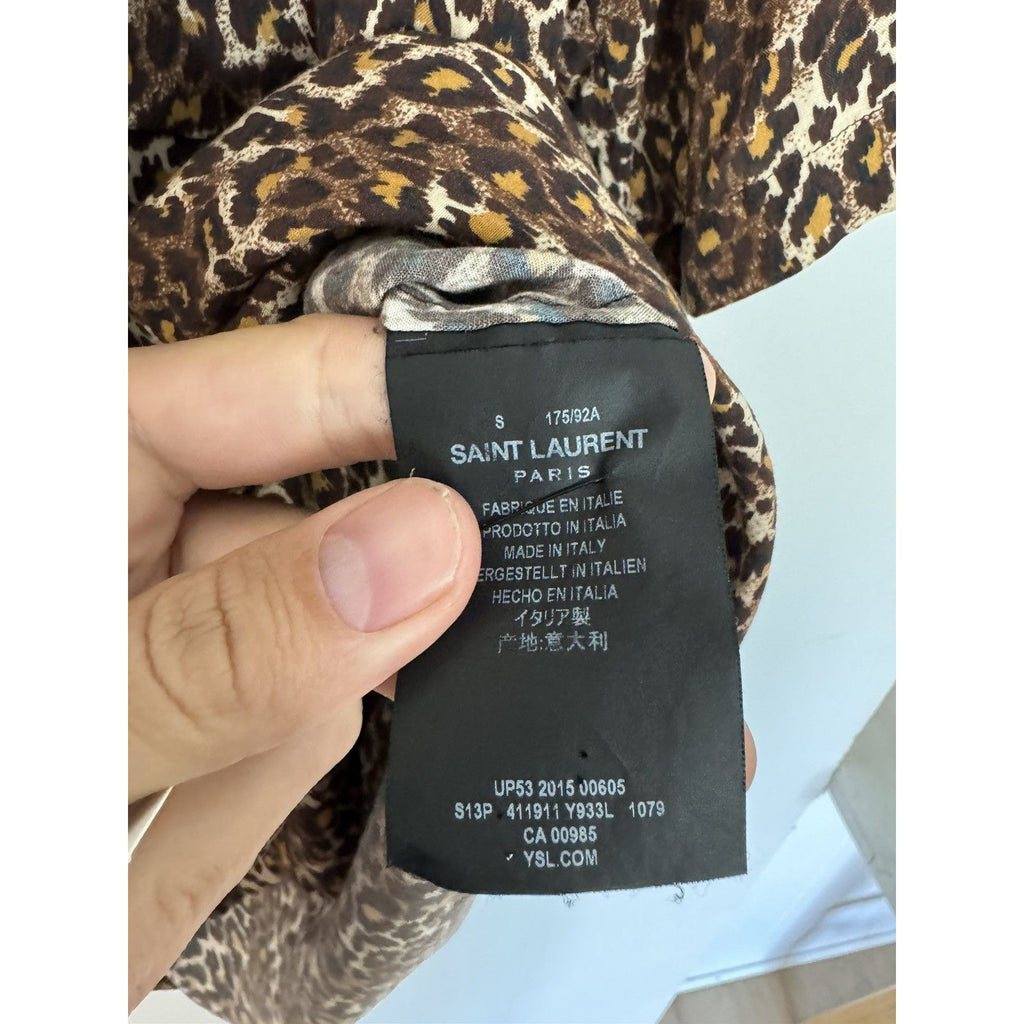 S 175/92A
SAINT LAURENT
PARIS
FABRIQUE EN ITALIE
PRODOTTO IN ITALIA
MADE IN ITALY
ERGESTELLT IN ITALIEN
HECHO EN ITALIA
イタリア製
产地:意大利
UP53 2015 00605
S13P 411911 Y933L 1079
CA 00985
YSL.COM